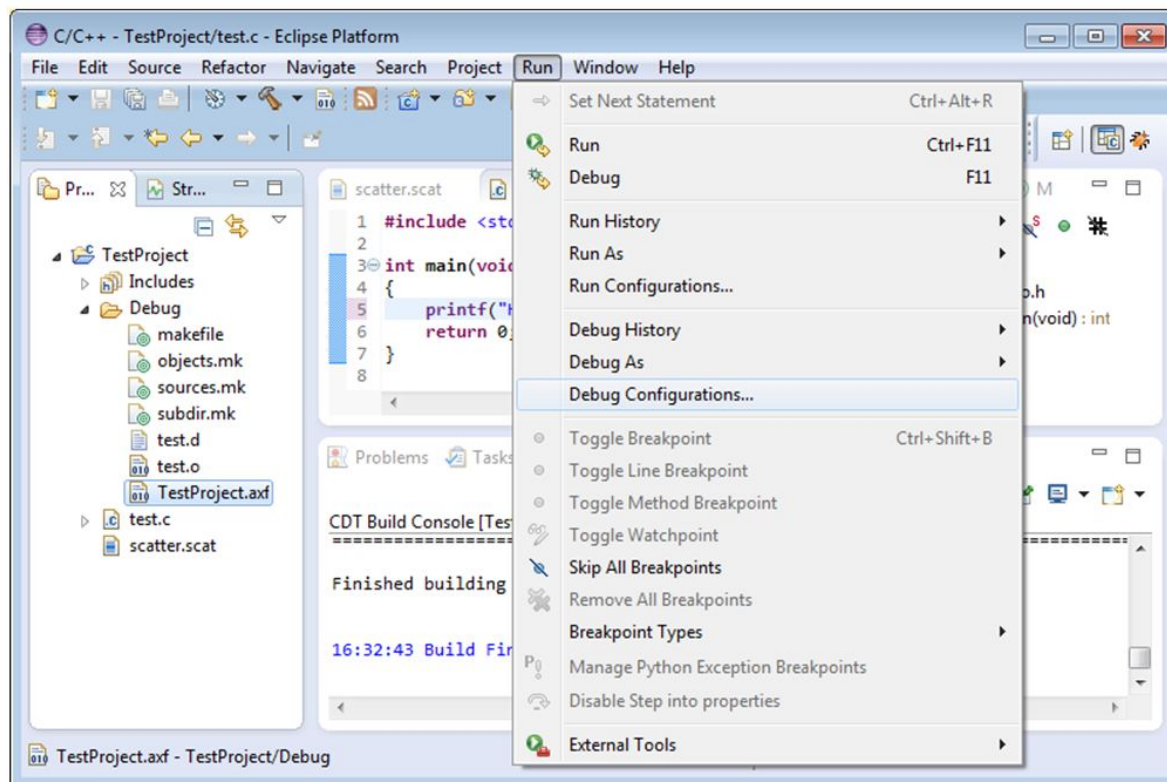 C/C++ - TestProject/test.c - Eclipse Platform
File Edit Source Refactor Navigate Search Project Run Window Help
Pr... Str...
TestProject
Includes
Debug
makefile
objects.mk
sources.mk
subdir.mk
test.d
test.o
TestProject.axf
test.c
scatter.scat
scatter.scat
1 #include <std
2
3 int main(void
4 {
5 printf("H
6 return 0;
7 }
8
Problems Tasks
CDT Build Console [Tes
Finished building
16:32:43 Build Fin
Set Next Statement Ctrl+Alt+R
Run Ctrl+F11
Debug F11
Run History
Run As
Run Configurations...
Debug History
Debug As
Debug Configurations...
Toggle Breakpoint Ctrl+Shift+B
Toggle Line Breakpoint
Toggle Method Breakpoint
Toggle Watchpoint
Skip All Breakpoints
Remove All Breakpoints
Breakpoint Types
Manage Python Exception Breakpoints
Disable Step into properties
External Tools
M
o.h
n(void) : int
TestProject.axf - TestProject/Debug